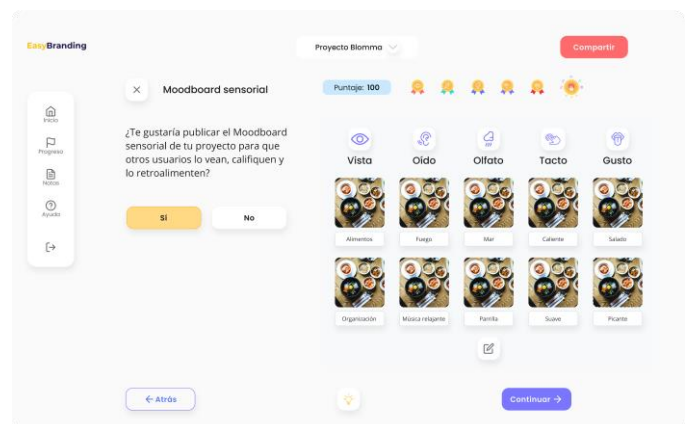 EasyBranding
Proyecto Blomma
Compartir
Moodboard sensorial
Puntaje: 100
Inicio
Progreso
Notas
Ayuda
¿Te gustaría publicar el Moodboard
sensorial de tu proyecto para que
otros usuarios lo vean, califiquen y
lo retroalimenten?
Sí
No
Vista
Oído
Olfato
Tacto
Gusto
Alimentos
Fuego
Mar
Caliente
Salado
Organización
Música relajante
Parrilla
Suave
Picante
← Atrás
Continuar →